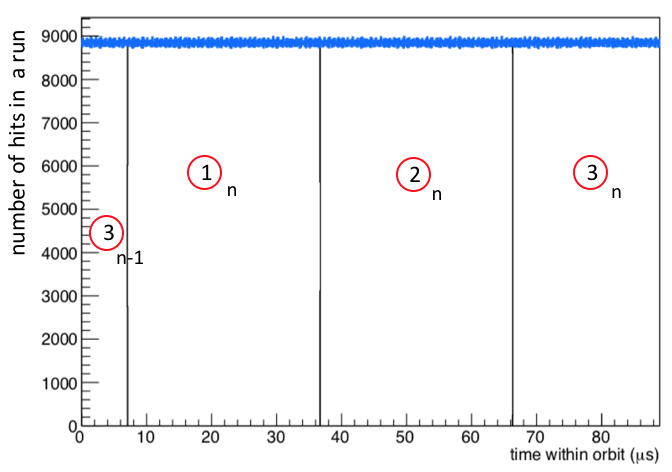 number of hits in a run
9000
8000
7000
6000
5000
4000
3000
2000
1000
0
3
n-1
1
n
2
n
3
n
0 10 20 30 40 50 60 70 80
time within orbit (μs)